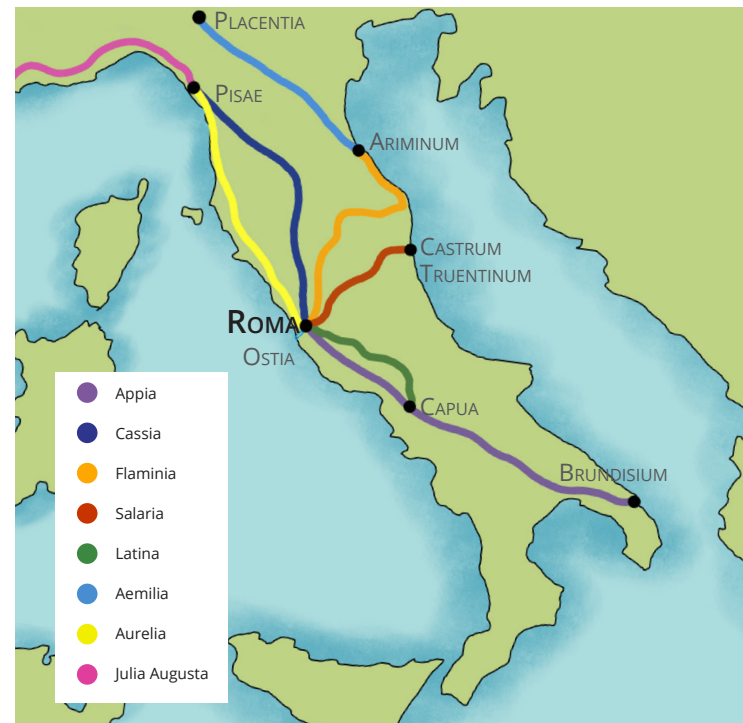 PLACENTIA
PISAE
ARIMINUM
CASTRUM
TRUENTINUM
ROMA
OSTIA
CAPUA
BRUNDISIUM
Appia
Cassia
Flaminia
Salaria
Latina
Aemilia
Aurelia
Julia Augusta